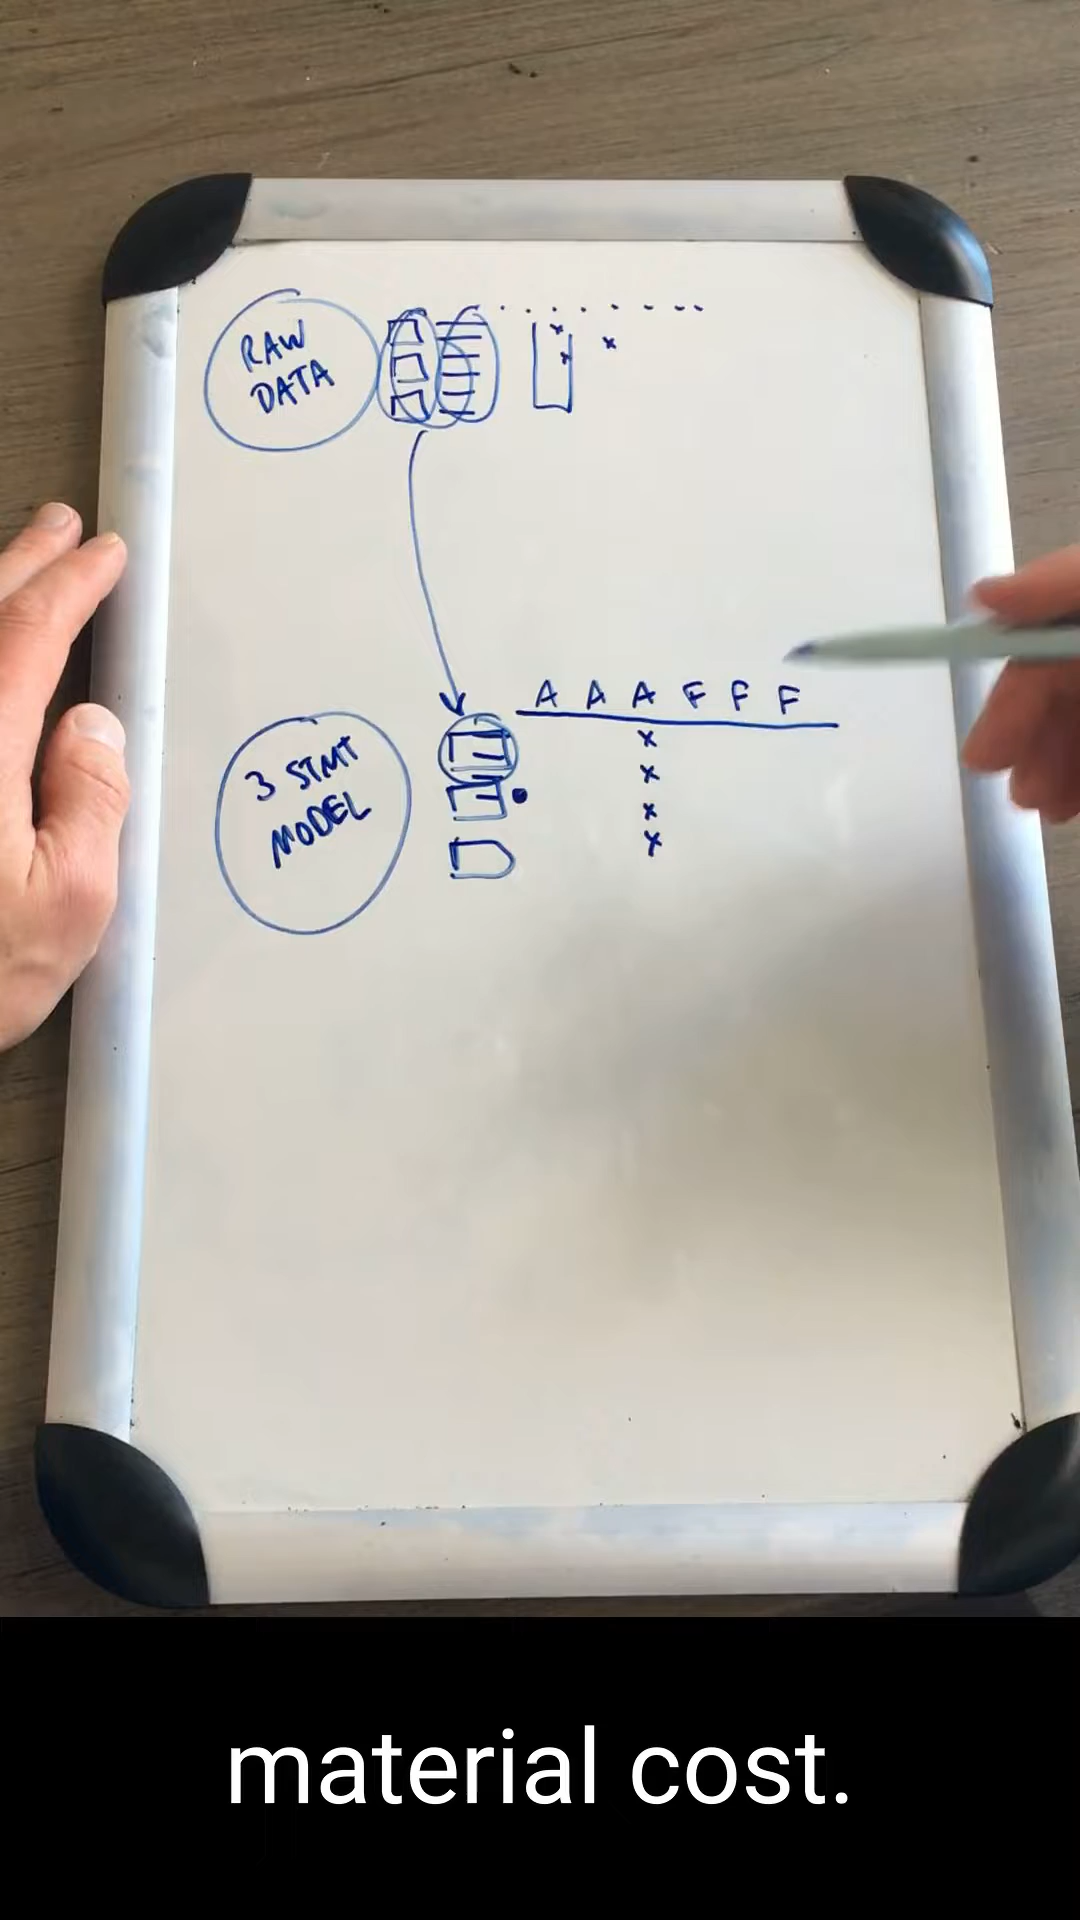 RAW
DATA
A A A F F F
x
x
x
x
3 STMT
MODEL
material cost.